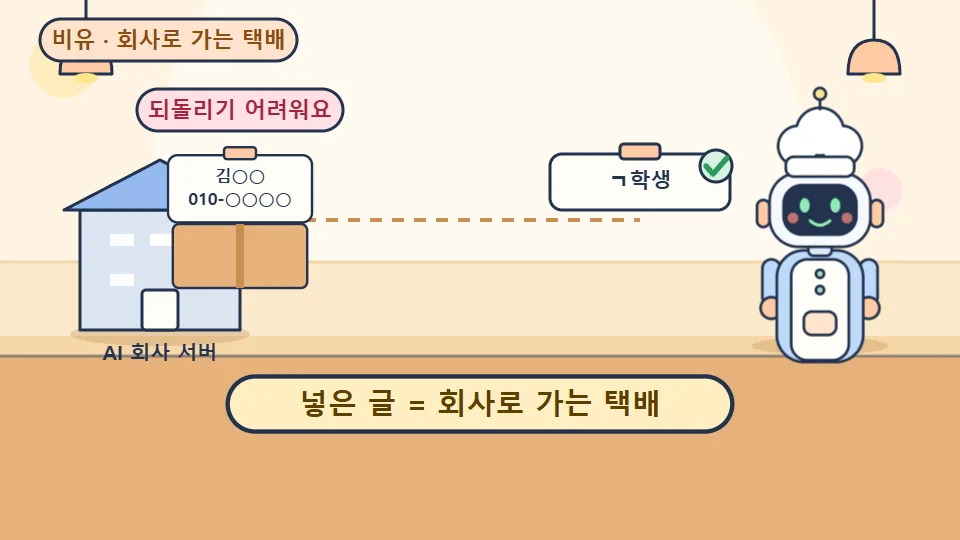 비유 · 회사로 가는 택배
되돌리기 어려워요
김○○
010-○○○○
ㄱ학생
AI 회사 서버
넣은 글 = 회사로 가는 택배